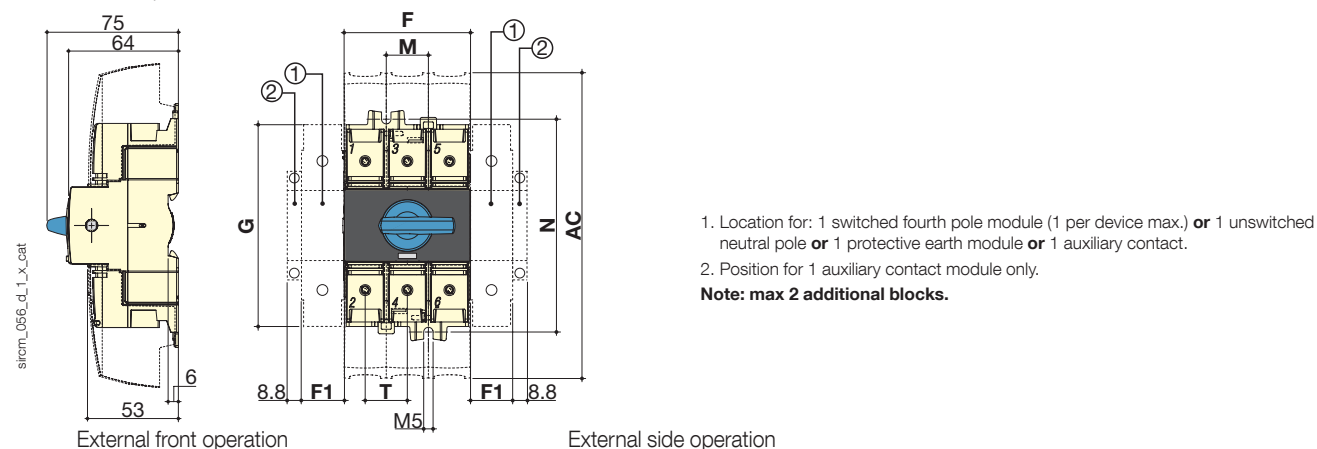 75
64
53
6
sircm_056_d_1_x_cat
External front operation
F
M
1
2
1
2
1 3 5
2 4 6
G
N
AC
8.8 F1 T F1 8.8
M5
External side operation
1. Location for: 1 switched fourth pole module (1 per device max.) or 1 unswitched
neutral pole or 1 protective earth module or 1 auxiliary contact.
2. Position for 1 auxiliary contact module only.
Note: max 2 additional blocks.